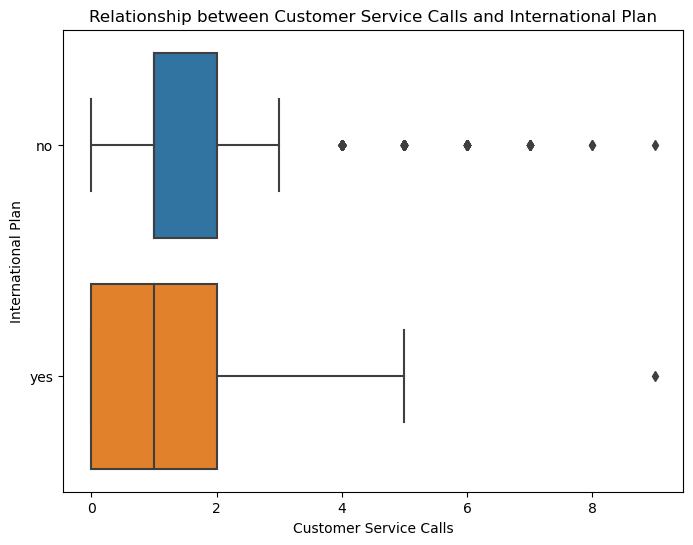 Relationship between Customer Service Calls and International Plan
International Plan
no
yes
0 2 4 6 8
Customer Service Calls